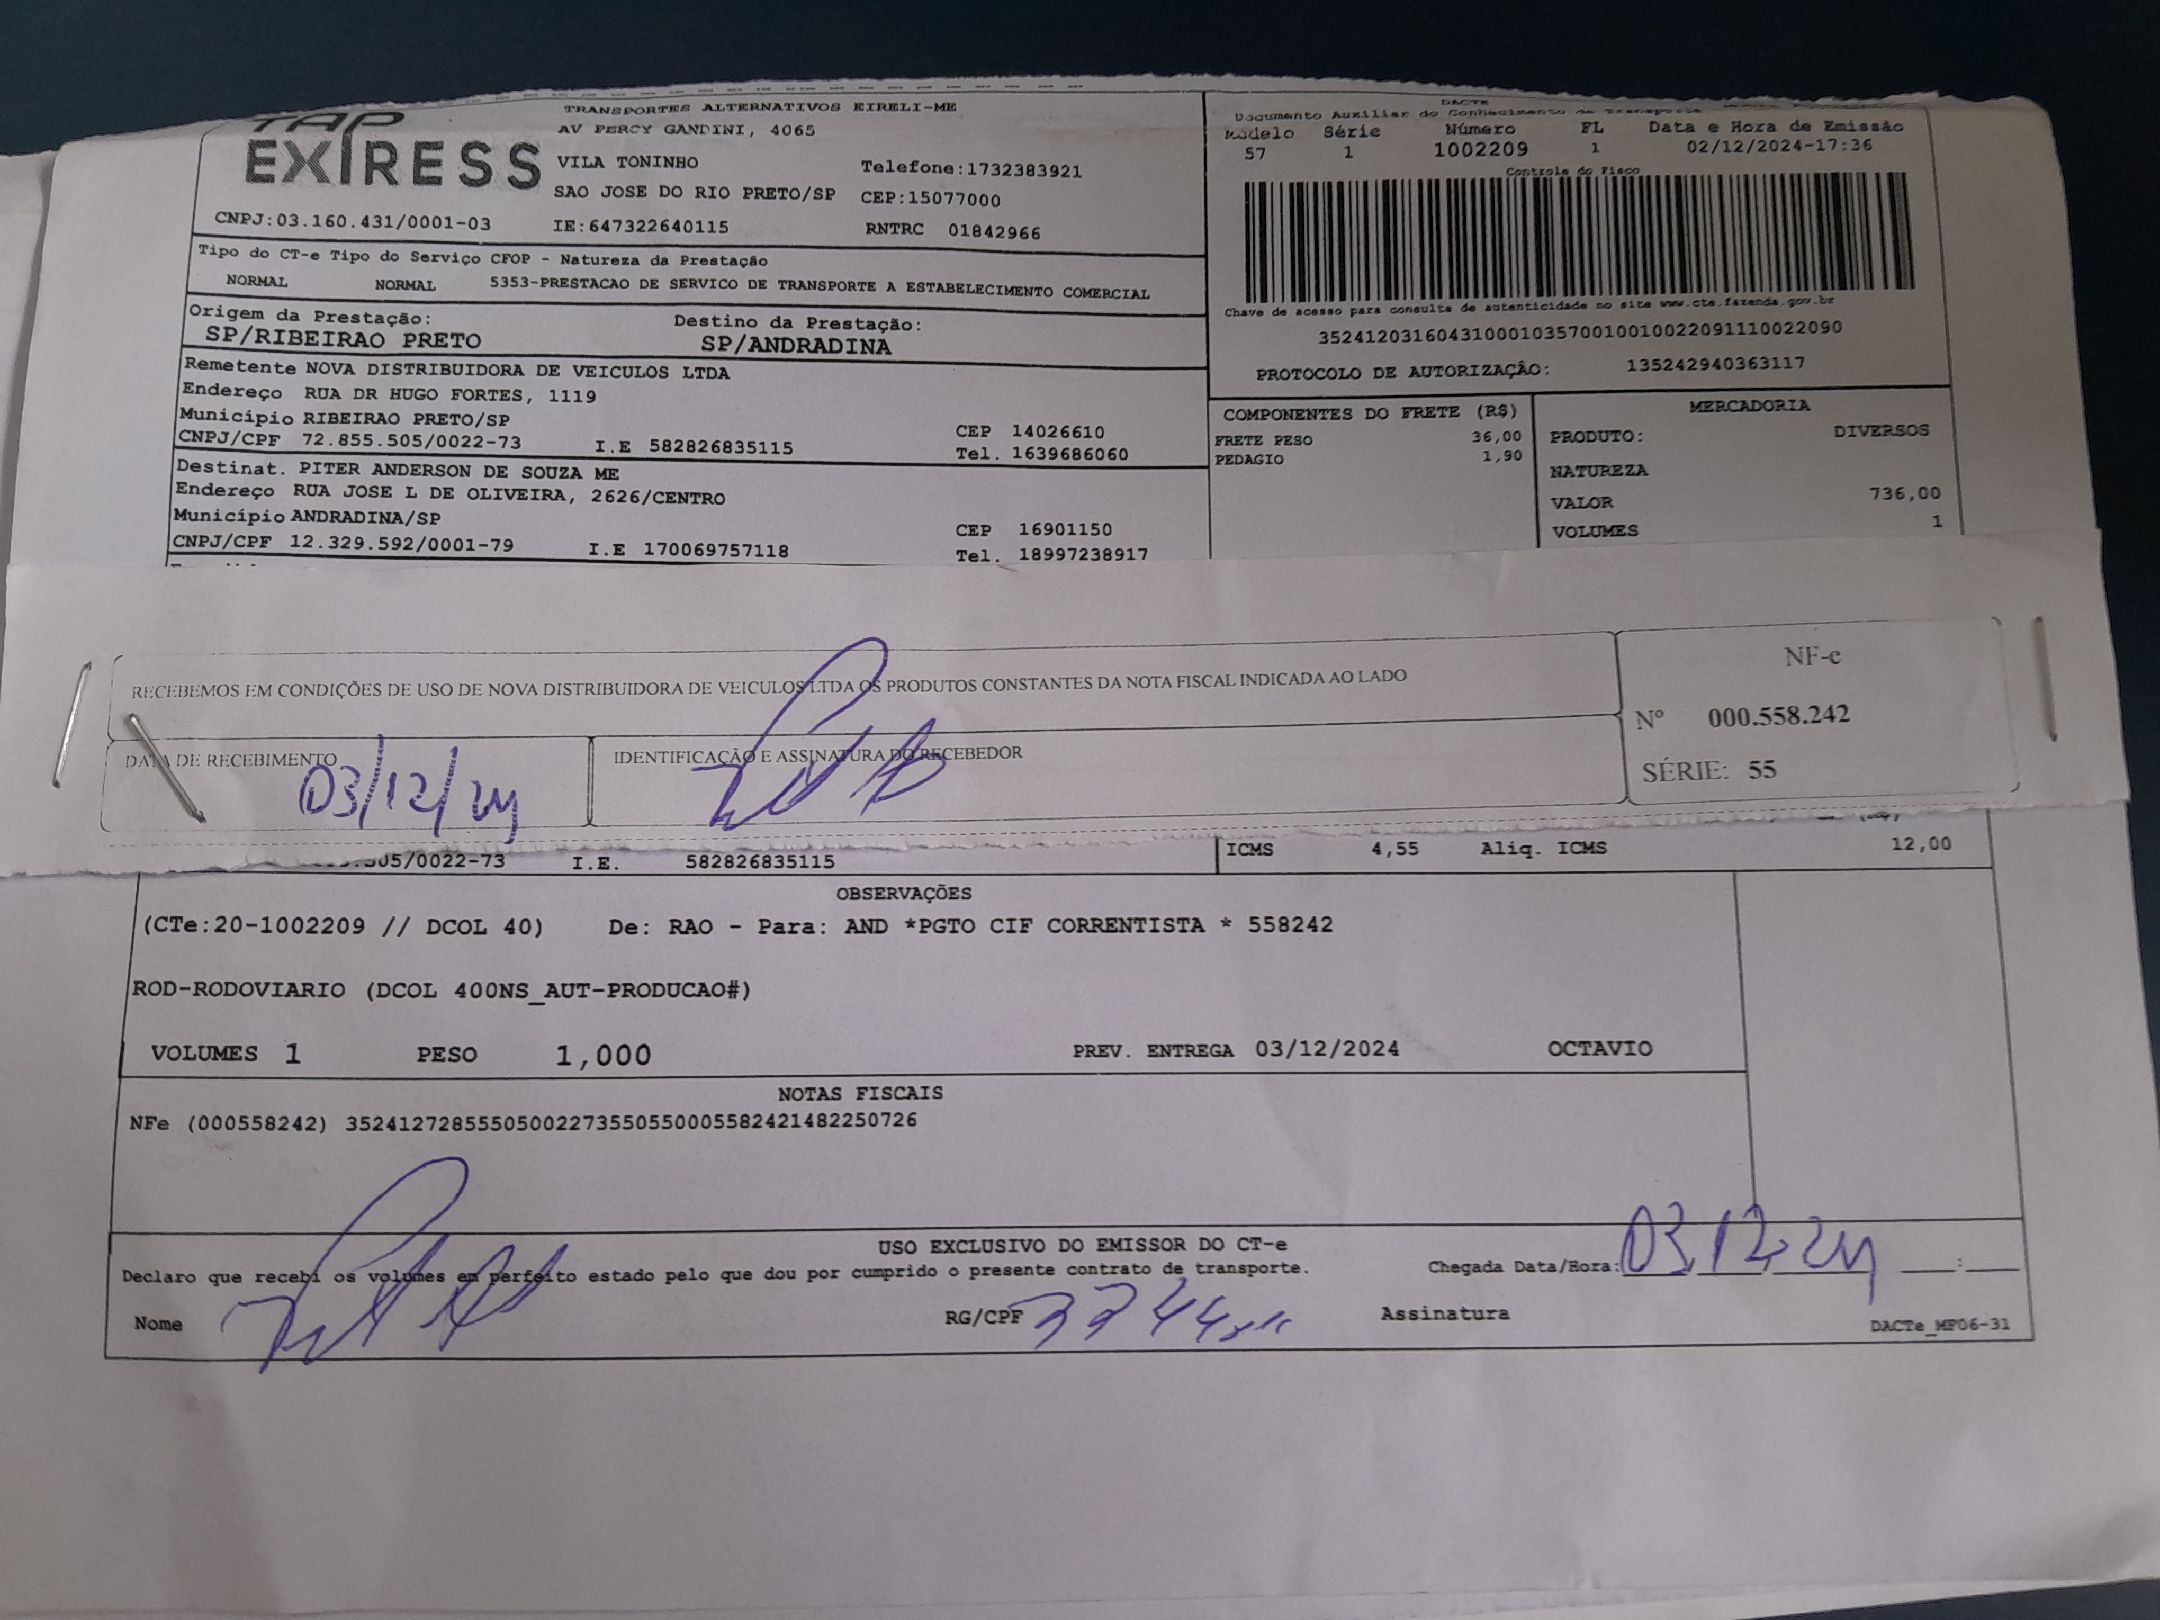 TAP
EXPRESS
TRANSPORTES ALTERNATIVOS EIRELI-ME
AV PERCY GANDINI, 4065
VILA TONINHO
Telefone:1732383921
SAO JOSE DO RIO PRETO/SP
CEP:15077000
CNPJ:03.160.431/0001-03
IE:647322640115
RNTRC 01842966
DACTE
Documento Auxiliar do Conhecimento de Transporte
Modelo Série Número FL Data e Hora de Emissão
57 1 1002209 1 02/12/2024-17:36
Controle do Fisco
Chave de acesso para consulta de autenticidade no site www.cte.fazenda.gov.br
35241203160431000103570010010022091110022090
PROTOCOLO DE AUTORIZAÇÃO: 135242940363117
Tipo do CT-e Tipo do Serviço CFOP - Natureza da Prestação
NORMAL NORMAL 5353-PRESTACAO DE SERVICO DE TRANSPORTE A ESTABELECIMENTO COMERCIAL
Origem da Prestação: Destino da Prestação:
SP/RIBEIRAO PRETO SP/ANDRADINA
Remetente NOVA DISTRIBUIDORA DE VEICULOS LTDA
Endereço RUA DR HUGO FORTES, 1119
Município RIBEIRAO PRETO/SP CEP 14026610
CNPJ/CPF 72.855.505/0022-73 I.E 582826835115 Tel. 1639686060
Destinat. PITER ANDERSON DE SOUZA ME
Endereço RUA JOSE L DE OLIVEIRA, 2626/CENTRO
Município ANDRADINA/SP CEP 16901150
CNPJ/CPF 12.329.592/0001-79 I.E 170069757118 Tel. 18997238917
COMPONENTES DO FRETE (R$)
FRETE PESO 36,00
PEDAGIO 1,90
MERCADORIA
PRODUTO: DIVERSOS
NATUREZA
VALOR 736,00
VOLUMES 1
RECEBEMOS EM CONDIÇÕES DE USO DE NOVA DISTRIBUIDORA DE VEICULOS LTDA OS PRODUTOS CONSTANTES DA NOTA FISCAL INDICADA AO LADO
DATA DE RECEBIMENTO
03/12/24
IDENTIFICAÇÃO E ASSINATURA DO RECEBEDOR
NF-e
Nº 000.558.242
SÉRIE: 55
.505/0022-73 I.E. 582826835115
ICMS 4,55 Aliq. ICMS 12,00
OBSERVAÇÕES
(CTe:20-1002209 // DCOL 40) De: RAO - Para: AND *PGTO CIF CORRENTISTA * 558242
ROD-RODOVIARIO (DCOL 400NS_AUT-PRODUCAO#)
VOLUMES 1 PESO 1,000 PREV. ENTREGA 03/12/2024 OCTAVIO
NOTAS FISCAIS
NFe (000558242) 35241272855505002273550550005582421482250726
USO EXCLUSIVO DO EMISSOR DO CT-e
Declaro que recebi os volumes em perfeito estado pelo que dou por cumprido o presente contrato de transporte.
Chegada Data/Hora: 03 12 24 :
Nome RG/CPF Assinatura
DACTe_MF06-31